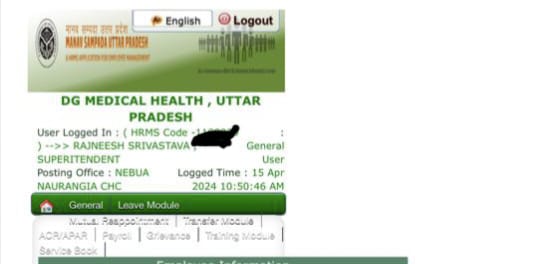 English Logout
मानव सम्पदा उत्तर प्रदेश
MANAV SAMPADA UTTAR PRADESH
DG MEDICAL HEALTH , UTTAR
PRADESH
User Logged In : ( HRMS Code - :
) -->> RAJNEESH SRIVASTAVA General
SUPERITENDENT User
Posting Office : NEBUA Logged Time : 15 Apr
NAURANGIA CHC 2024 10:50:46 AM
General Leave Module
Mutual Reappointment | Transfer Module |
ACR/APAR | Payroll | Grievance | Training Module |
Service Book |
Employee Information